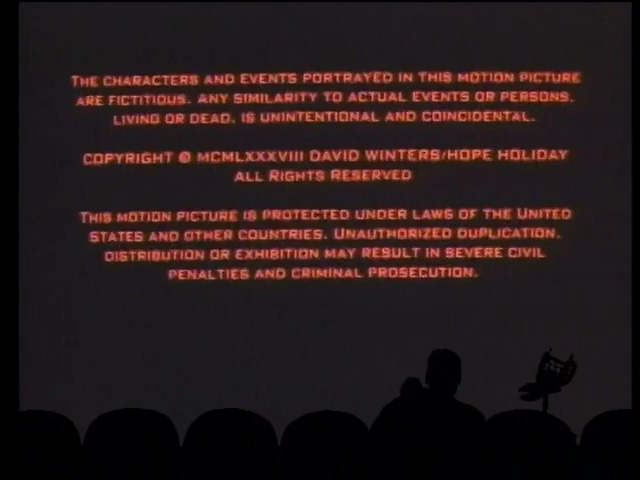 THE CHARACTERS AND EVENTS PORTRAYED IN THIS MOTION PICTURE
ARE FICTITIOUS. ANY SIMILARITY TO ACTUAL EVENTS OR PERSONS,
LIVING OR DEAD, IS UNINTENTIONAL AND COINCIDENTAL.
COPYRIGHT © MCMLXXXVIII DAVID WINTERS/HOPE HOLIDAY
ALL RIGHTS RESERVED
THIS MOTION PICTURE IS PROTECTED UNDER LAWS OF THE UNITED
STATES AND OTHER COUNTRIES. UNAUTHORIZED DUPLICATION,
DISTRIBUTION OR EXHIBITION MAY RESULT IN SEVERE CIVIL
PENALTIES AND CRIMINAL PROSECUTION.